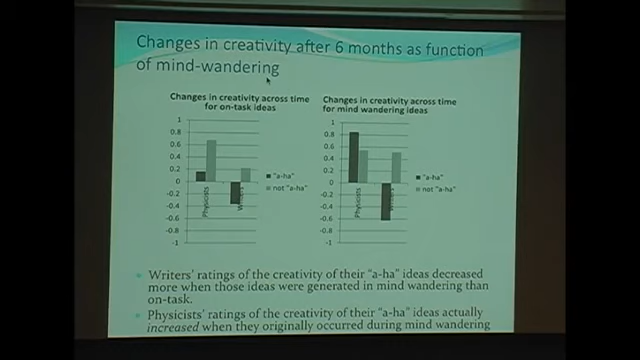 Changes in creativity after 6 months as function
of mind-wandering
Changes in creativity across time
for on-task ideas
1
0.8
0.6
0.4
0.2
0
-0.2
-0.4
-0.6
-0.8
-1
Physicists
Writers
"a-ha"
not "a-ha"
Changes in creativity across time
for mind wandering ideas
1
0.8
0.6
0.4
0.2
0
-0.2
-0.4
-0.6
-0.8
-1
Physicists
Writers
"a-ha"
not "a-ha"
Writers' ratings of the creativity of their "a-ha" ideas decreased
more when those ideas were generated in mind wandering than
on-task.
Physicists' ratings of the creativity of their "a-ha" ideas actually
increased when they originally occurred during mind wandering